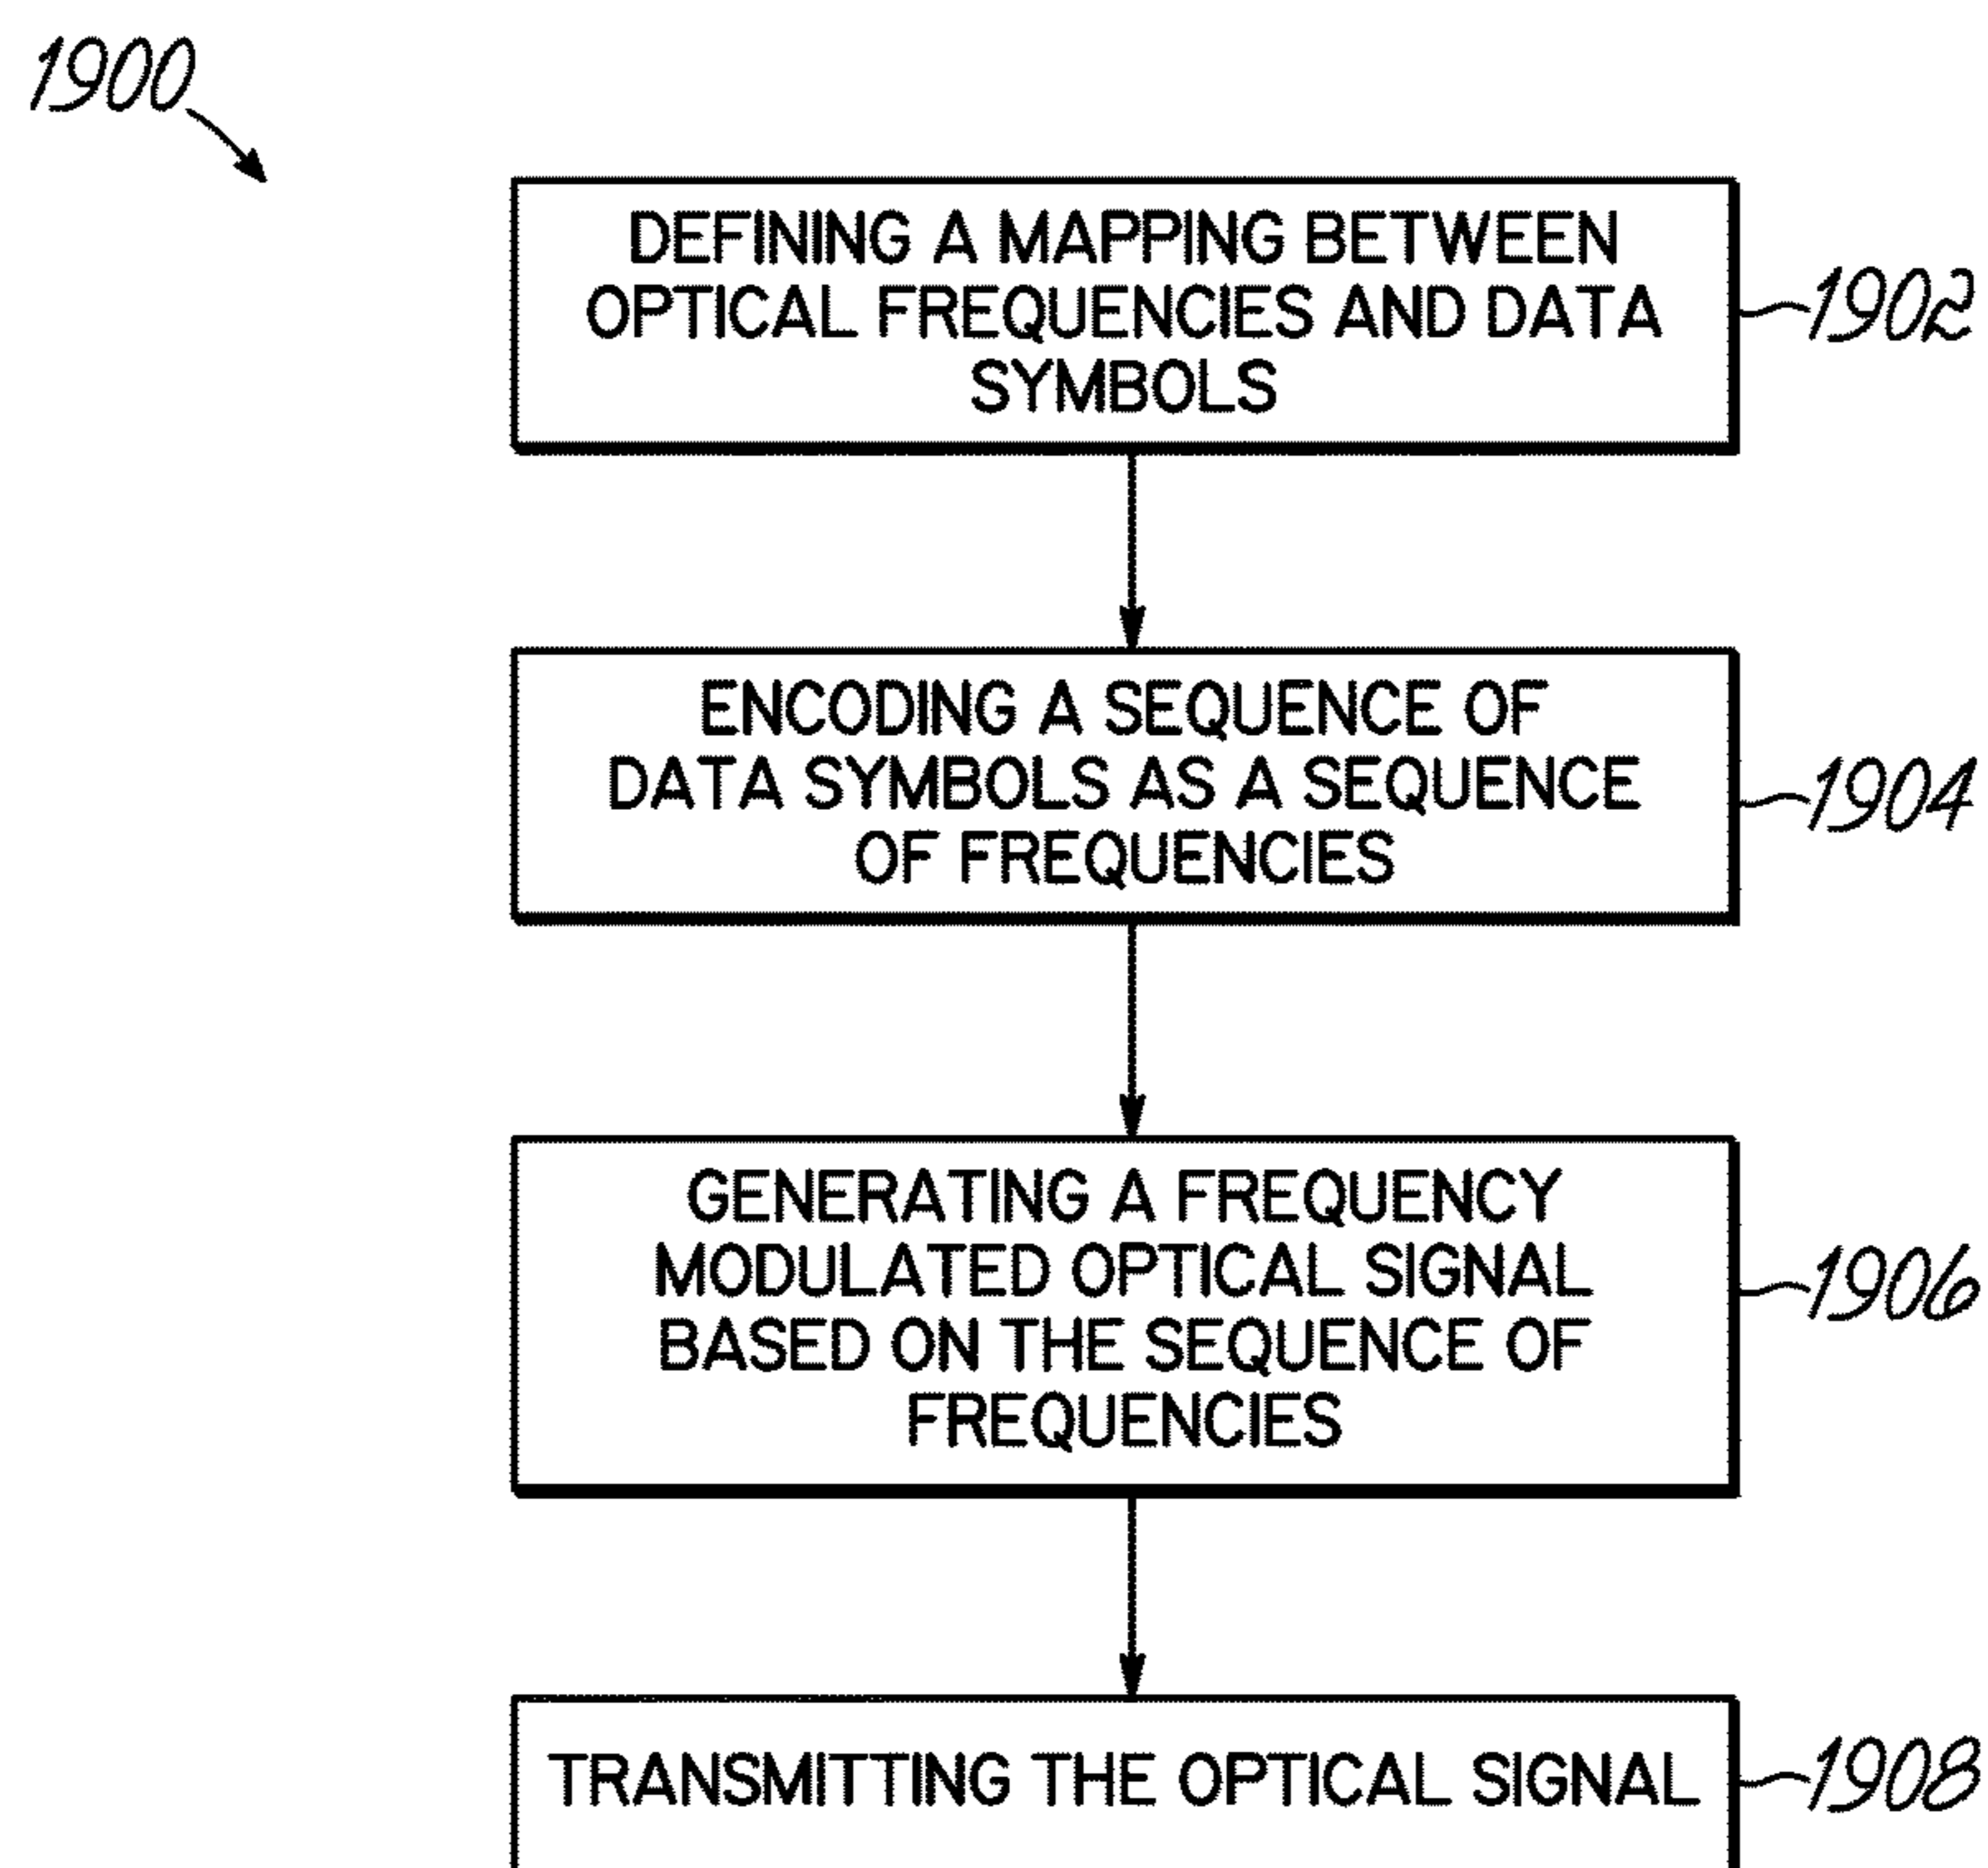 1900
DEFINING A MAPPING BETWEEN
OPTICAL FREQUENCIES AND DATA
SYMBOLS
1902
ENCODING A SEQUENCE OF
DATA SYMBOLS AS A SEQUENCE
OF FREQUENCIES
1904
GENERATING A FREQUENCY
MODULATED OPTICAL SIGNAL
BASED ON THE SEQUENCE OF
FREQUENCIES
1906
TRANSMITTING THE OPTICAL SIGNAL
1908